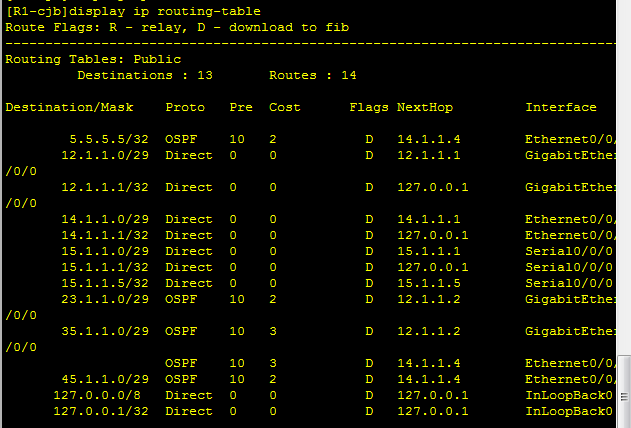 [R1-cjb]display ip routing-table
Route Flags: R - relay, D - download to fib
------------------------------------------------------------------------------
Routing Tables: Public
         Destinations : 13       Routes : 14

Destination/Mask    Proto   Pre  Cost      Flags NextHop         Interface

        5.5.5.5/32  OSPF    10   2           D   14.1.1.4        Ethernet0/0/
       12.1.1.0/29  Direct  0    0           D   12.1.1.1        GigabitEther
/0/0
       12.1.1.1/32  Direct  0    0           D   127.0.0.1       GigabitEther
/0/0
       14.1.1.0/29  Direct  0    0           D   14.1.1.1        Ethernet0/0/
       14.1.1.1/32  Direct  0    0           D   127.0.0.1       Ethernet0/0/
       15.1.1.0/29  Direct  0    0           D   15.1.1.1        Serial0/0/0
       15.1.1.1/32  Direct  0    0           D   127.0.0.1       Serial0/0/0
       15.1.1.5/32  Direct  0    0           D   15.1.1.5        Serial0/0/0
       23.1.1.0/29  OSPF    10   2           D   12.1.1.2        GigabitEther
/0/0
       35.1.1.0/29  OSPF    10   3           D   12.1.1.2        GigabitEther
/0/0
                    OSPF    10   3           D   14.1.1.4        Ethernet0/0/
       45.1.1.0/29  OSPF    10   2           D   14.1.1.4        Ethernet0/0/
      127.0.0.0/8   Direct  0    0           D   127.0.0.1       InLoopBack0
      127.0.0.1/32  Direct  0    0           D   127.0.0.1       InLoopBack0